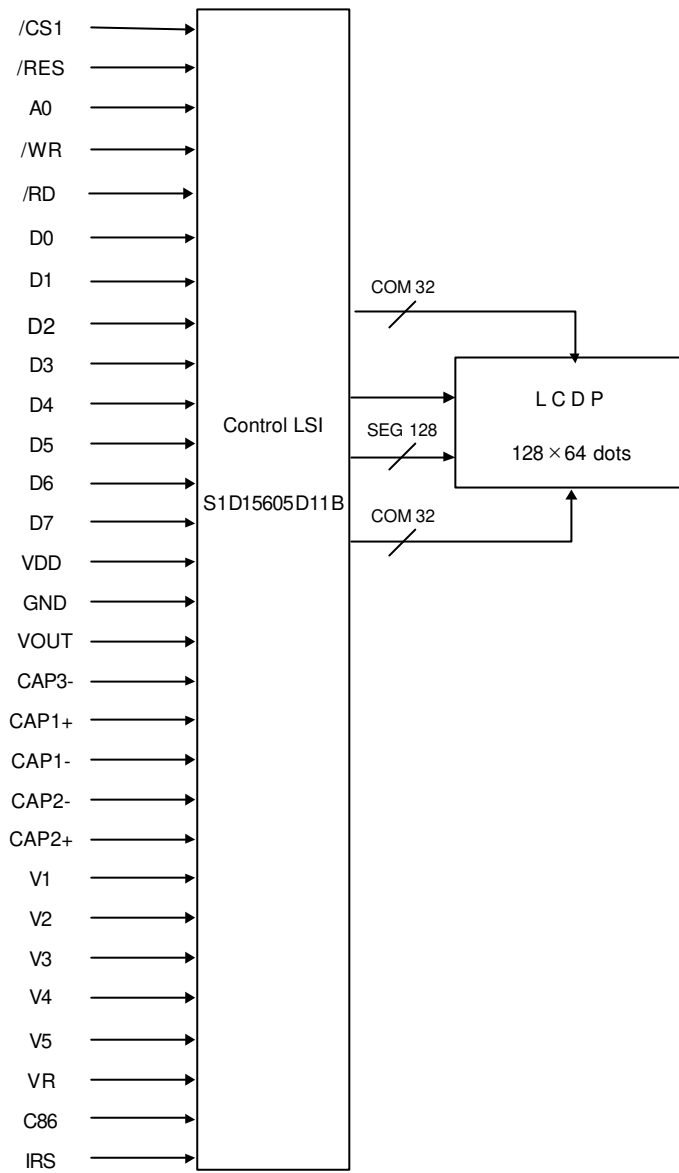 /CS1
/RES
A0
/WR
/RD
D0
D1
D2
D3
D4
D5
D6
D7
VDD
GND
VOUT
CAP3-
CAP1+
CAP1-
CAP2-
CAP2+
V1
V2
V3
V4
V5
VR
C86
IRS
Control LSI
S1D15605D11B
COM 32
SEG 128
COM 32
L C D P
128×64 dots